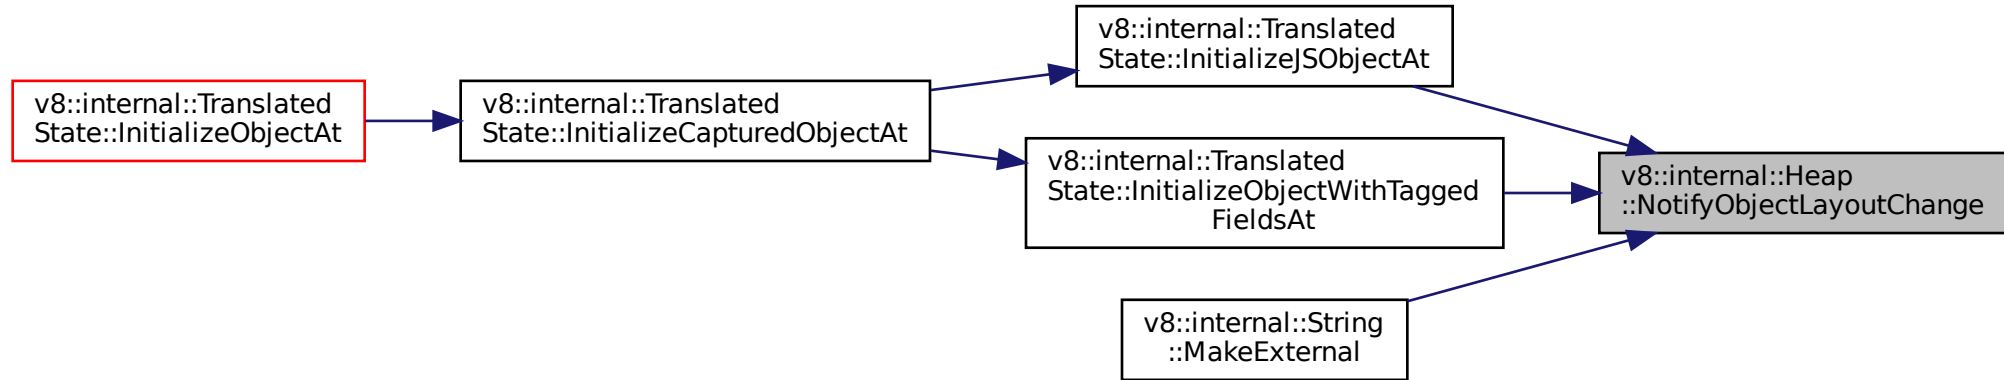 v8::internal::Translated
State::InitializeObjectAt
v8::internal::Translated
State::InitializeCapturedObjectAt
v8::internal::Translated
State::InitializeJSObjectAt
v8::internal::Translated
State::InitializeObjectWithTagged
FieldsAt
v8::internal::String
::MakeExternal
v8::internal::Heap
::NotifyObjectLayoutChange